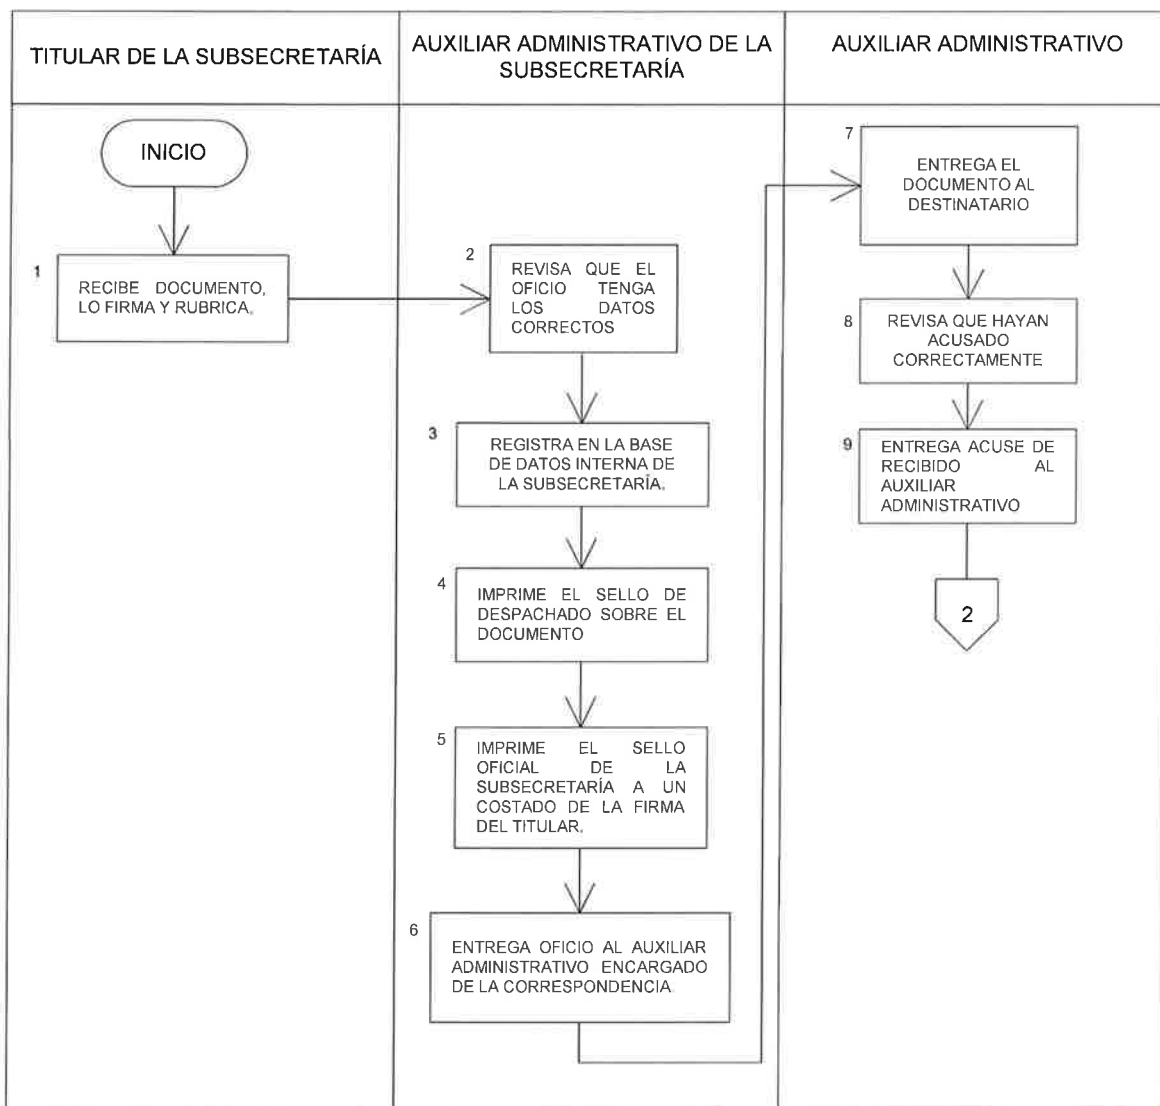 TITULAR DE LA SUBSECRETARÍA
AUXILIAR ADMINISTRATIVO DE LA
SUBSECRETARÍA
AUXILIAR ADMINISTRATIVO
INICIO
1
RECIBE DOCUMENTO,
LO FIRMA Y RUBRICA.
2
REVISA QUE EL
OFICIO TENGA
LOS DATOS
CORRECTOS
3
REGISTRA EN LA BASE
DE DATOS INTERNA DE
LA SUBSECRETARÍA.
4
IMPRIME EL SELLO DE
DESPACHADO SOBRE EL
DOCUMENTO
5
IMPRIME EL SELLO
OFICIAL DE LA
SUBSECRETARÍA A UN
COSTADO DE LA FIRMA
DEL TITULAR.
6
ENTREGA OFICIO AL AUXILIAR
ADMINISTRATIVO ENCARGADO
DE LA CORRESPONDENCIA.
7
ENTREGA EL
DOCUMENTO AL
DESTINATARIO
8
REVISA QUE HAYAN
ACUSADO
CORRECTAMENTE
9
ENTREGA ACUSE DE
RECIBIDO AL
AUXILIAR
ADMINISTRATIVO
2